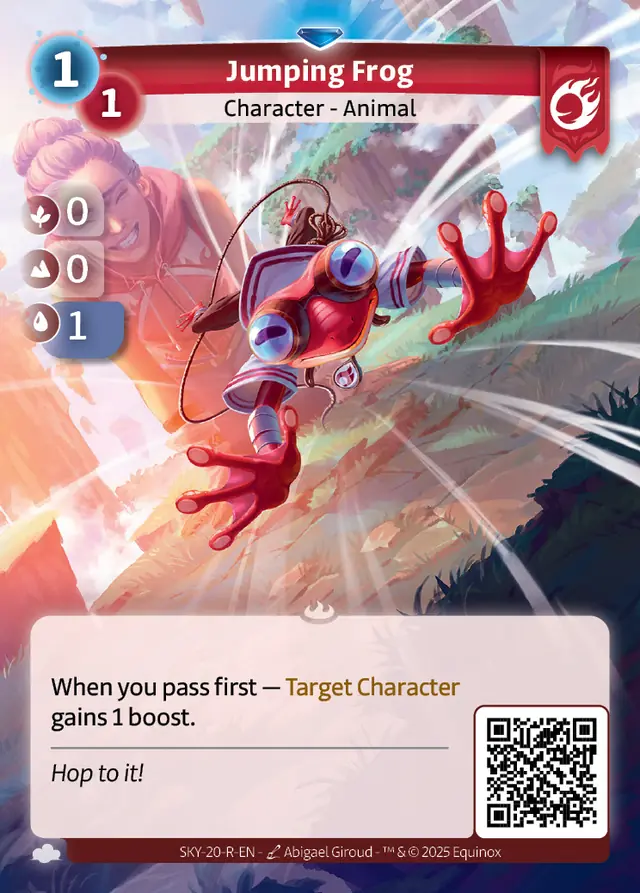 1
Jumping Frog
1
Character - Animal
0
0
1
When you pass first — Target Character
gains 1 boost.
Hop to it!
SKY-20-R-EN - Abigael Giroud - ™ & © 2025 Equinox